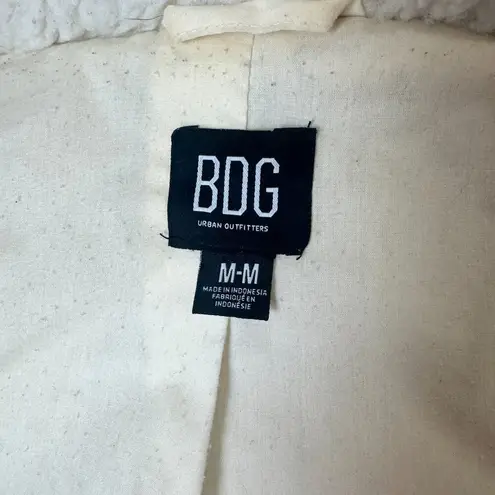 BDG
URBAN OUTFITTERS
M-M
MADE IN INDONESIA
FABRIQUÉ EN
INDONÉSIE